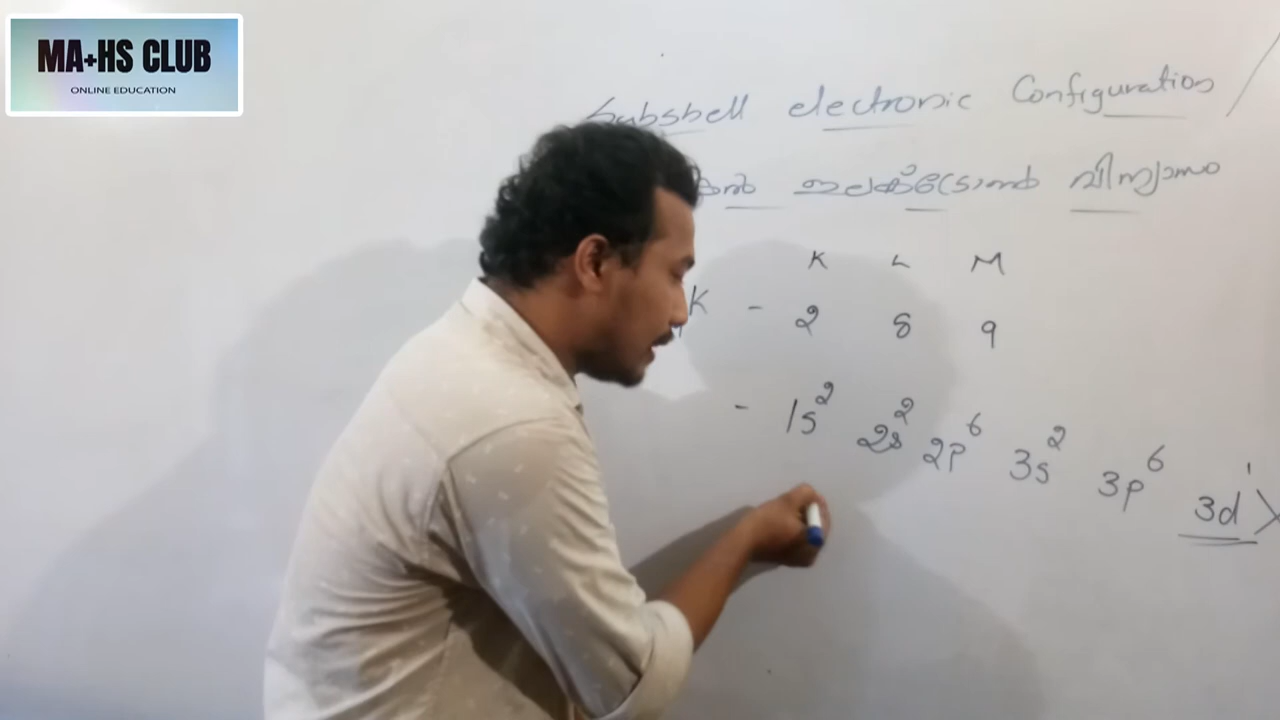 MA+HS CLUB
ONLINE EDUCATION
Subshell electronic Configuration
ഇലക്ട്രോൺ വിന്യാസം
K L M
K - 2 8 9
- 1s² 2s² 2p⁶ 3s² 3p⁶ 3d¹ X